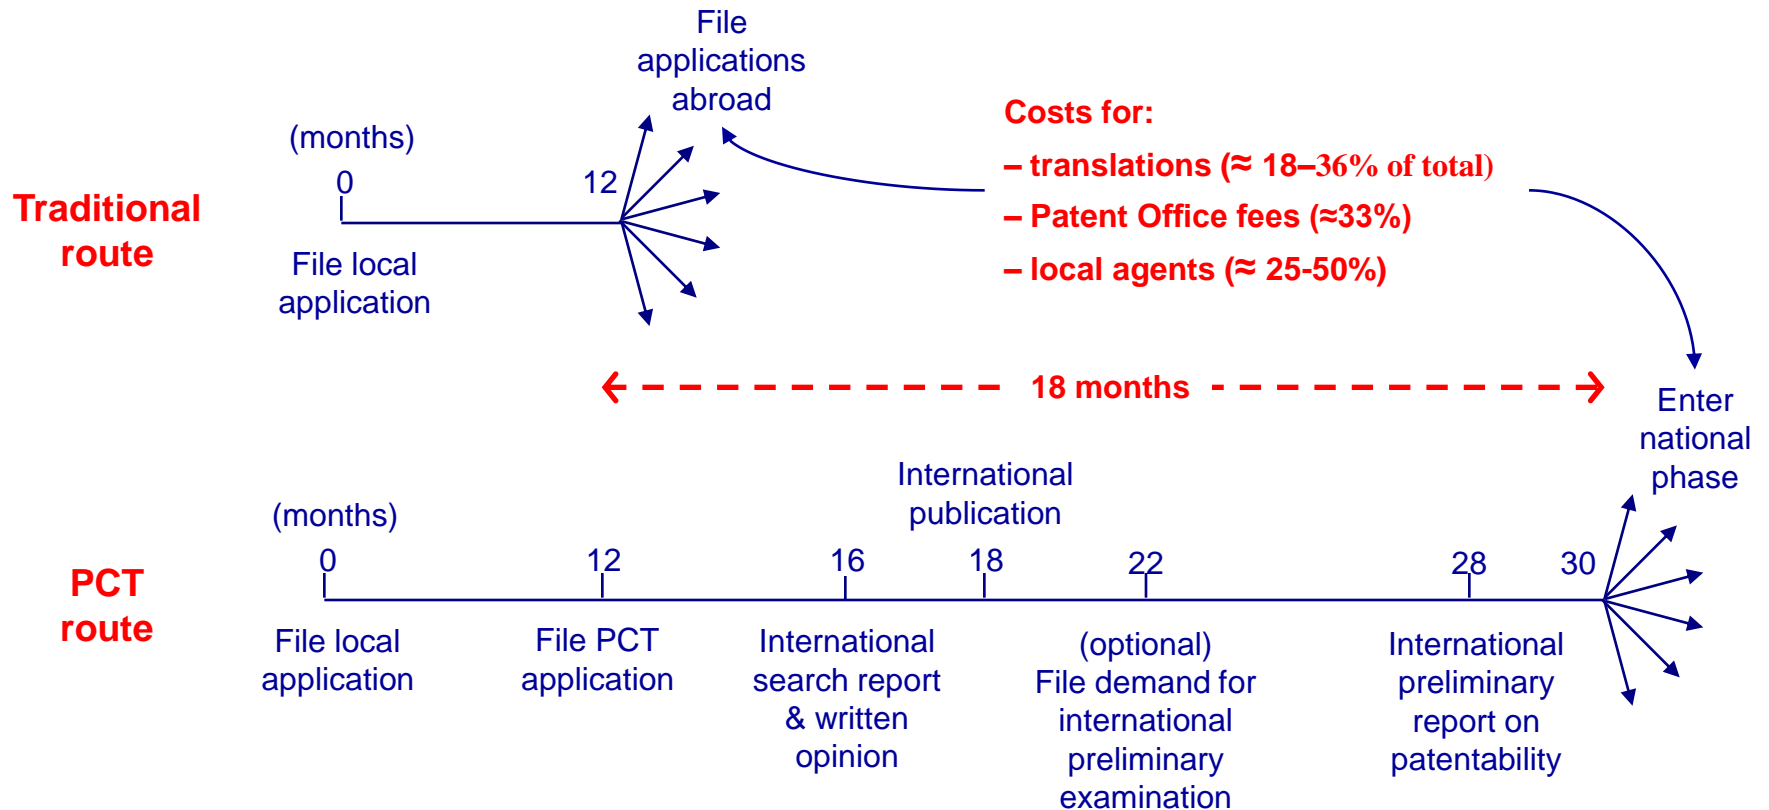 File
applications
abroad
Costs for:
– translations (≈ 18–36% of total)
– Patent Office fees (≈33%)
– local agents (≈ 25-50%)
(months)
0
12
Traditional
route
File local
application
18 months
Enter
national
phase
International
publication
(months)
0
12
16
18
22
28
30
PCT
route
File local
application
File PCT
application
International
search report
& written
opinion
(optional)
File demand for
international
preliminary
examination
International
preliminary
report on
patentability